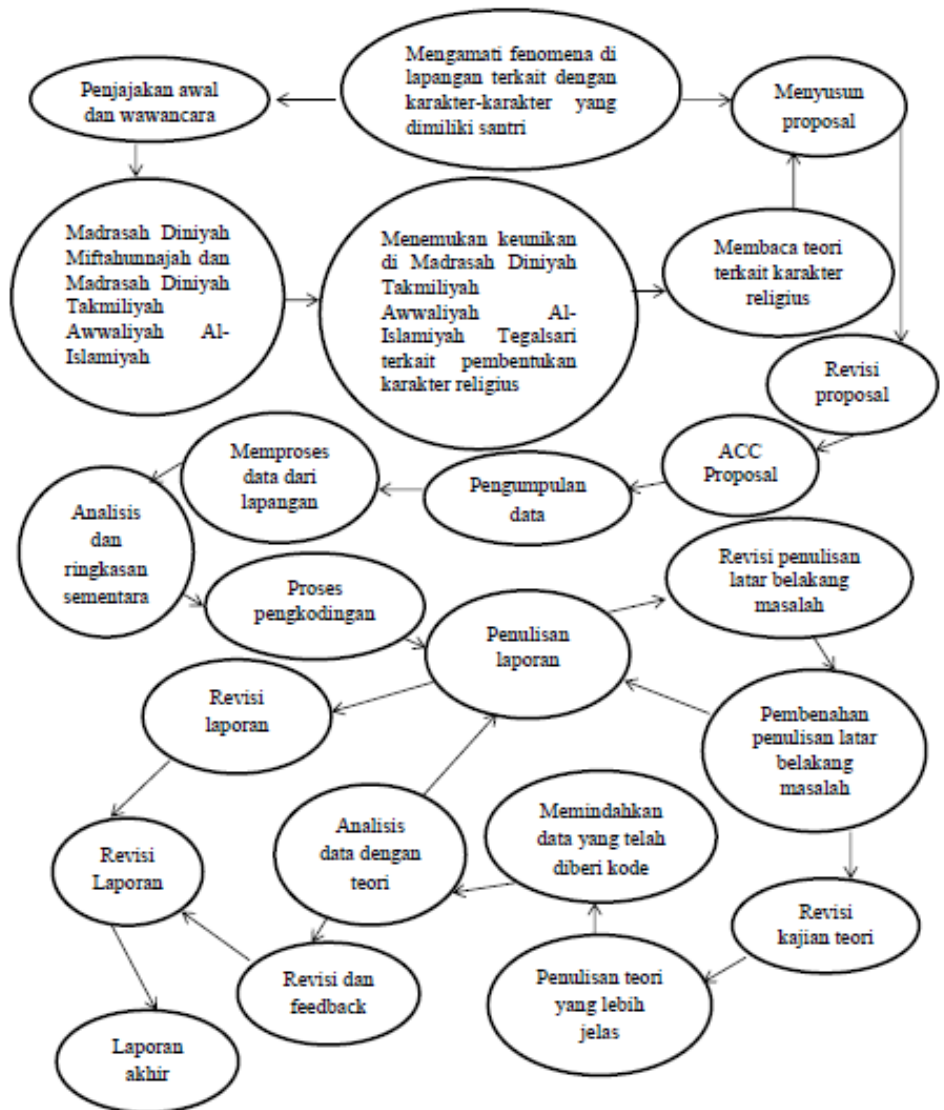 Mengamati fenomena di
lapangan terkait dengan
karakter-karakter yang
dimiliki santri
Penjajakan awal
dan wawancara
Menyusun
proposal
Madrasah Diniyah
Miftahunnajah dan
Madrasah Diniyah
Takmiliyah
Awwaliyah Al-
Islamiyah
Menemukan keunikan
di Madrasah Diniyah
Takmiliyah
Awwaliyah Al-
Islamiyah Tegalsari
terkait pembentukan
karakter religius
Membaca teori
terkait karakter
religius
Revisi
proposal
ACC
Proposal
Pengumpulan
data
Memproses
data dari
lapangan
Analisis
dan
ringkasan
sementara
Proses
pengkodingan
Penulisan
laporan
Revisi penulisan
latar belakang
masalah
Pembenahan
penulisan latar
belakang
masalah
Revisi
laporan
Revisi
kajian teori
Penulisan teori
yang lebih
jelas
Memindahkan
data yang telah
diberi kode
Analisis
data dengan
teori
Revisi dan
feedback
Revisi
Laporan
Laporan
akhir